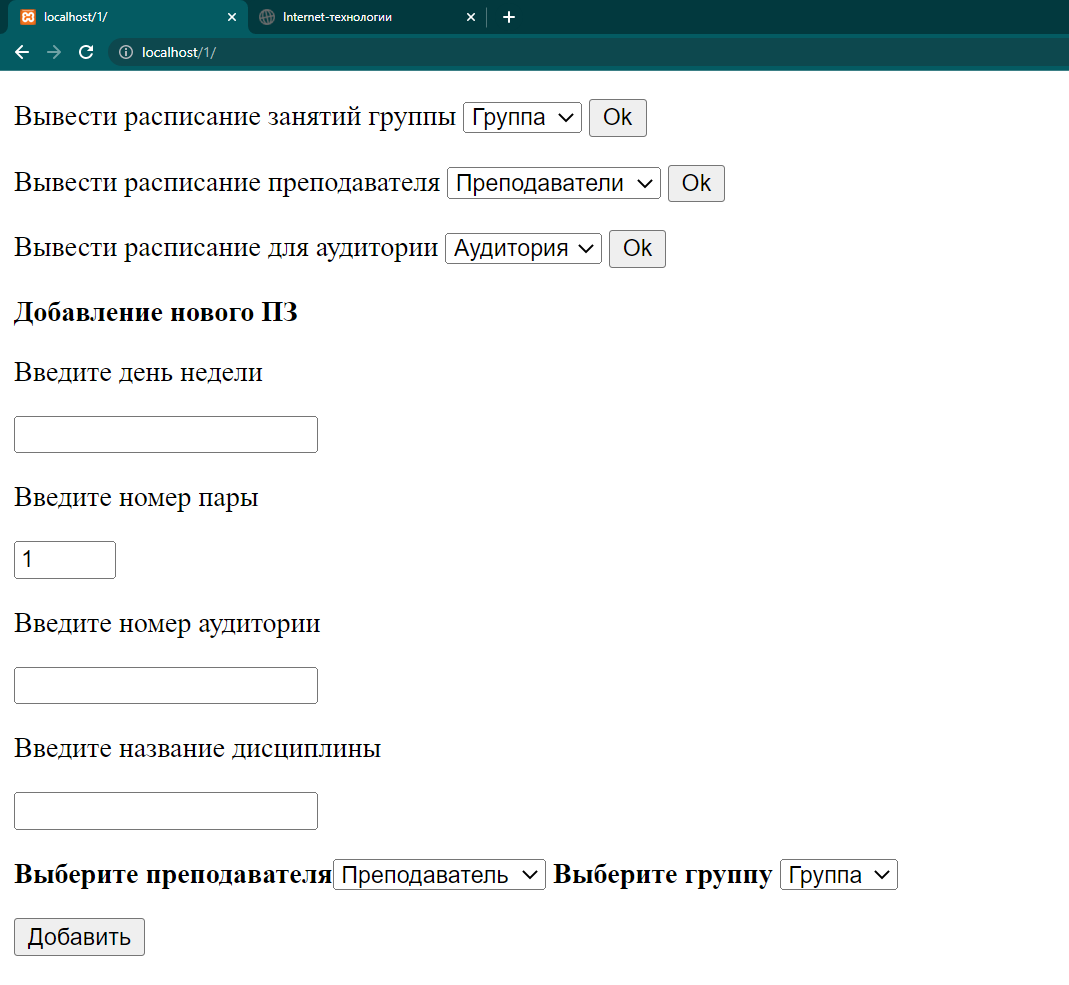 localhost/1/
Internet-технологии
localhost/1/
Вывести расписание занятий группы Группа Ok
Вывести расписание преподавателя Преподаватели Ok
Вывести расписание для аудитории Аудитория Ok
Добавление нового ПЗ
Введите день недели
Введите номер пары
1
Введите номер аудитории
Введите название дисциплины
Выберите преподавателя Преподаватель Выберите группу Группа
Добавить